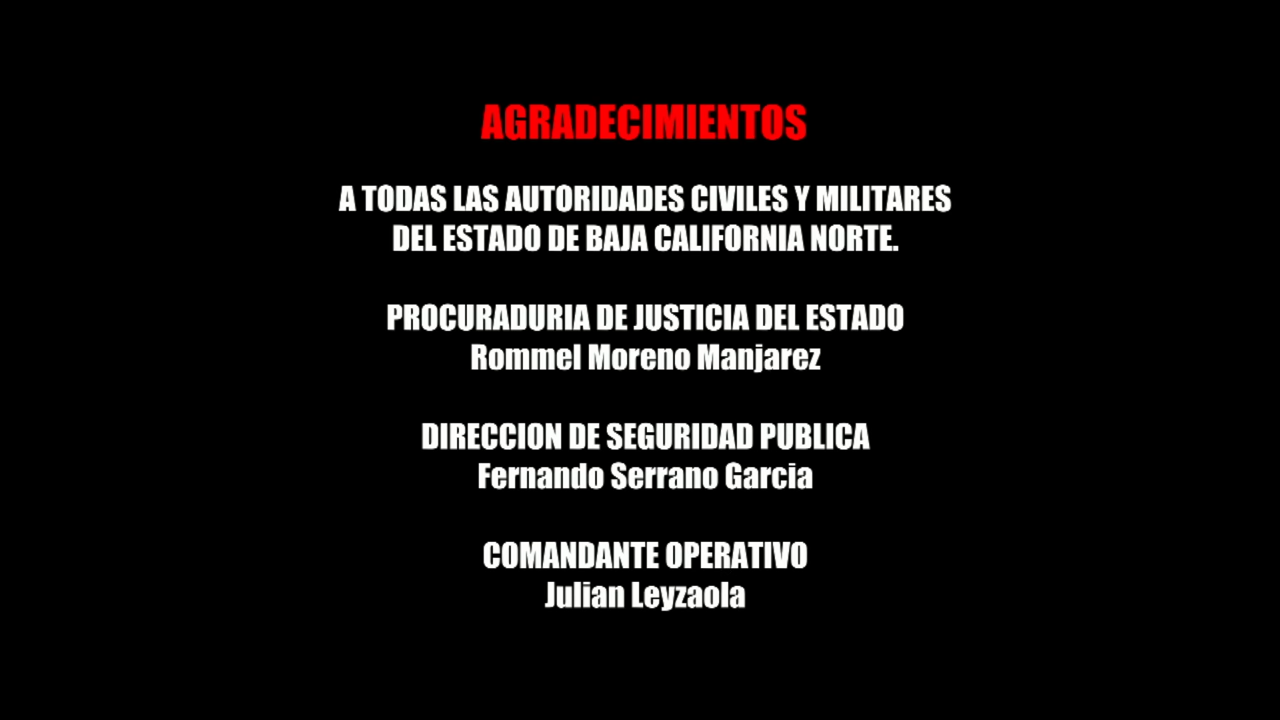 AGRADECIMIENTOS
A TODAS LAS AUTORIDADES CIVILES Y MILITARES
DEL ESTADO DE BAJA CALIFORNIA NORTE.
PROCURADURIA DE JUSTICIA DEL ESTADO
Rommel Moreno Manjarez
DIRECCION DE SEGURIDAD PUBLICA
Fernando Serrano Garcia
COMANDANTE OPERATIVO
Julian Leyzaola